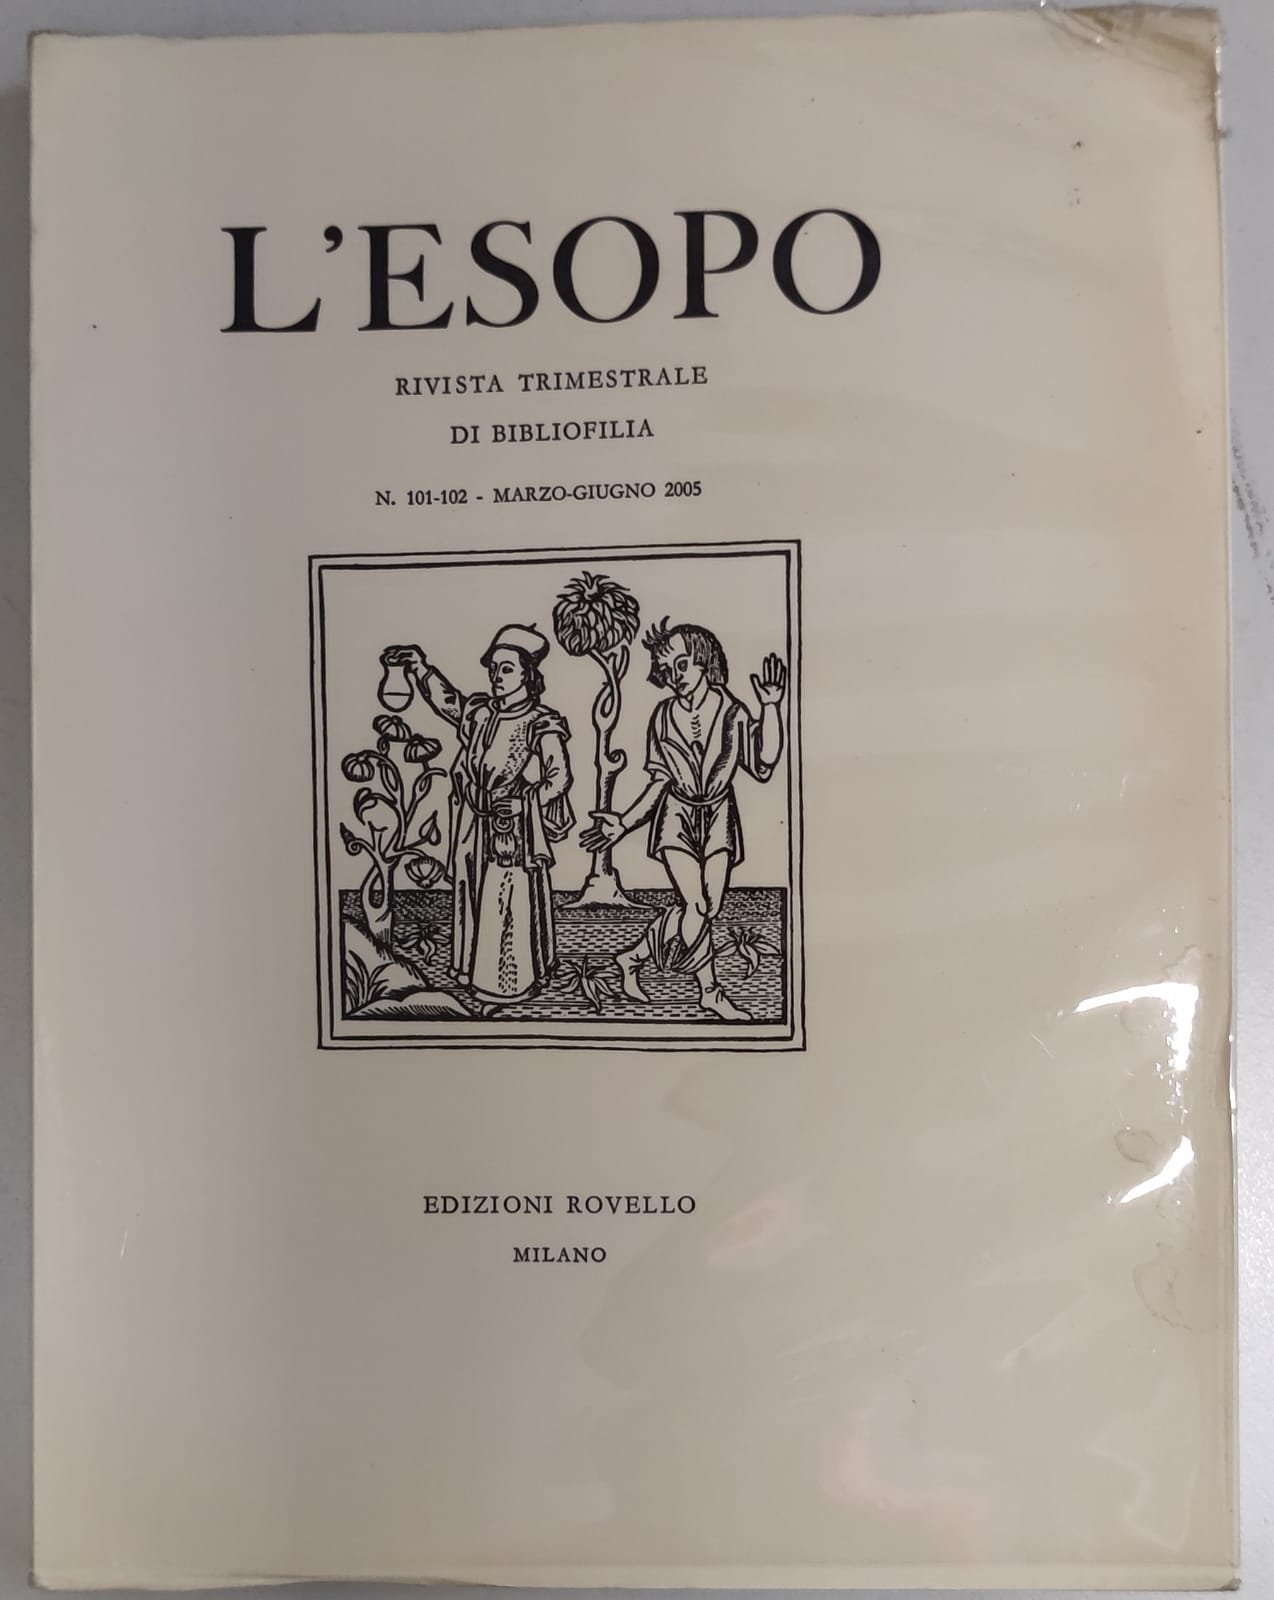 L'ESOPO
RIVISTA TRIMESTRALE
DI BIBLIOFILIA
N. 101-102 - MARZO-GIUGNO 2005
EDIZIONI ROVELLO
MILANO